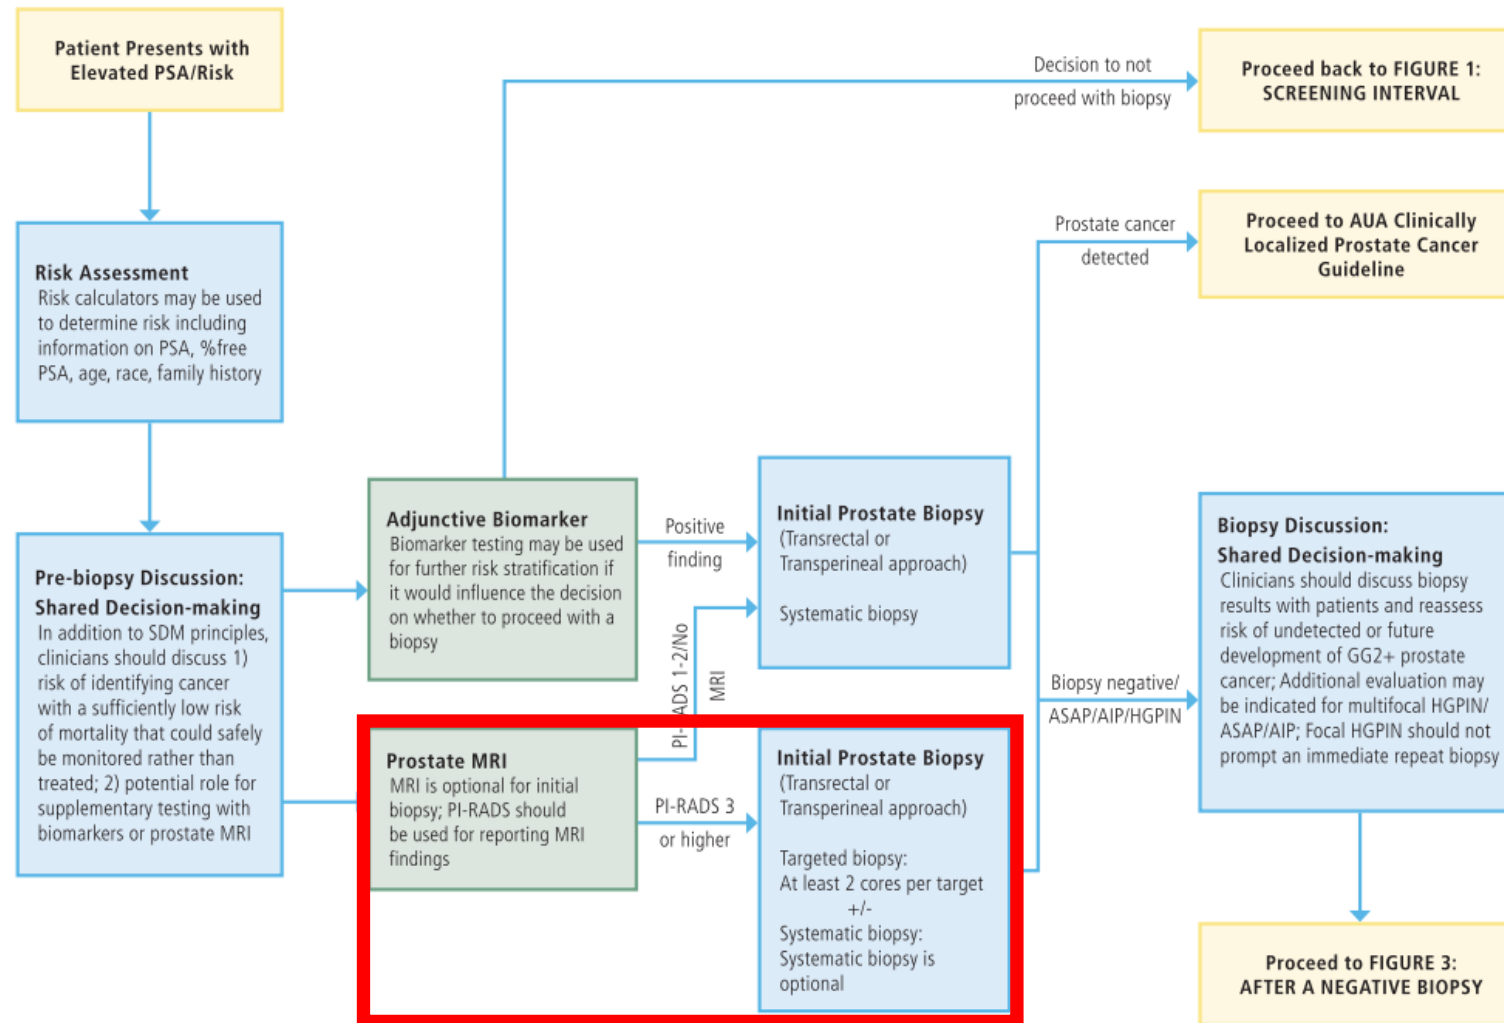 Patient Presents with
Elevated PSA/Risk
Risk Assessment
Risk calculators may be used
to determine risk including
information on PSA, %free
PSA, age, race, family history
Pre-biopsy Discussion:
Shared Decision-making
In addition to SDM principles,
clinicians should discuss 1)
risk of identifying cancer
with a sufficiently low risk
of mortality that could safely
be monitored rather than
treated; 2) potential role for
supplementary testing with
biomarkers or prostate MRI
Adjunctive Biomarker
Biomarker testing may be used
for further risk stratification if
it would influence the decision
on whether to proceed with a
biopsy
Prostate MRI
MRI is optional for initial
biopsy; PI-RADS should
be used for reporting MRI
findings
Positive
finding
PI-RADS 1-2/No
MRI
PI-RADS 3
or higher
Initial Prostate Biopsy
(Transrectal or
Transperineal approach)
Systematic biopsy
Initial Prostate Biopsy
(Transrectal or
Transperineal approach)
Targeted biopsy:
At least 2 cores per target
+/-
Systematic biopsy:
Systematic biopsy is
optional
Decision to not
proceed with biopsy
Prostate cancer
detected
Biopsy negative/
ASAP/AIP/HGPIN
Proceed back to FIGURE 1:
SCREENING INTERVAL
Proceed to AUA Clinically
Localized Prostate Cancer
Guideline
Biopsy Discussion:
Shared Decision-making
Clinicians should discuss biopsy
results with patients and reassess
risk of undetected or future
development of GG2+ prostate
cancer; Additional evaluation may
be indicated for multifocal HGPIN/
ASAP/AIP; Focal HGPIN should not
prompt an immediate repeat biopsy
Proceed to FIGURE 3:
AFTER A NEGATIVE BIOPSY